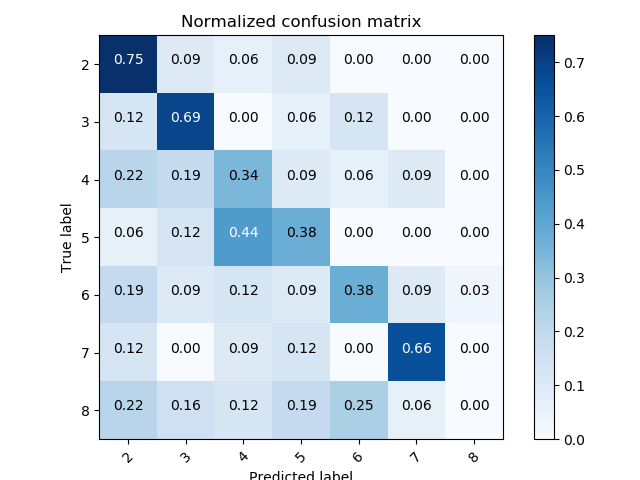 Normalized confusion matrix
True label
2 0.75 0.09 0.06 0.09 0.00 0.00 0.00
3 0.12 0.69 0.00 0.06 0.12 0.00 0.00
4 0.22 0.19 0.34 0.09 0.06 0.09 0.00
5 0.06 0.12 0.44 0.38 0.00 0.00 0.00
6 0.19 0.09 0.12 0.09 0.38 0.09 0.03
7 0.12 0.00 0.09 0.12 0.00 0.66 0.00
8 0.22 0.16 0.12 0.19 0.25 0.06 0.00
2 3 4 5 6 7 8
Predicted label
0.7
0.6
0.5
0.4
0.3
0.2
0.1
0.0